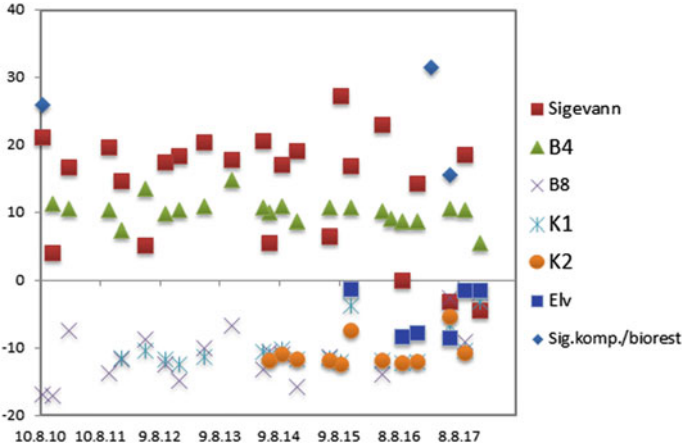 40
30
20
10
0
-10
-20
10.8.10 10.8.11 9.8.12 9.8.13 9.8.14 9.8.15 8.8.16 8.8.17
Sigevann
B4
B8
K1
K2
Elv
Sig.komp./biorest